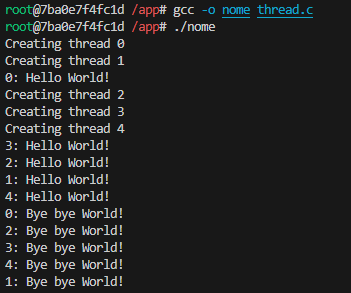 root@7ba0e7f4fc1d /app# gcc -o nome thread.c
root@7ba0e7f4fc1d /app# ./nome
Creating thread 0
Creating thread 1
0: Hello World!
Creating thread 2
Creating thread 3
Creating thread 4
3: Hello World!
2: Hello World!
1: Hello World!
4: Hello World!
0: Bye bye World!
2: Bye bye World!
3: Bye bye World!
4: Bye bye World!
1: Bye bye World!